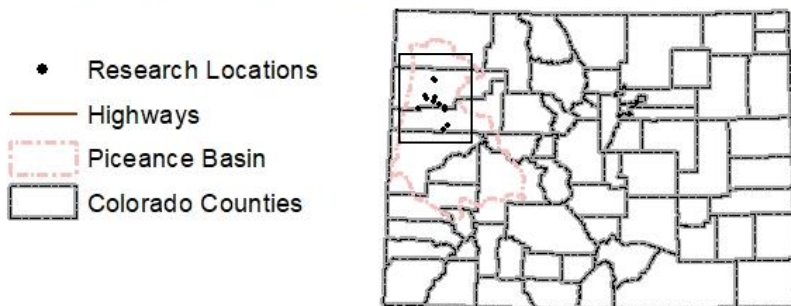 Research Locations
Highways
Piceance Basin
Colorado Counties